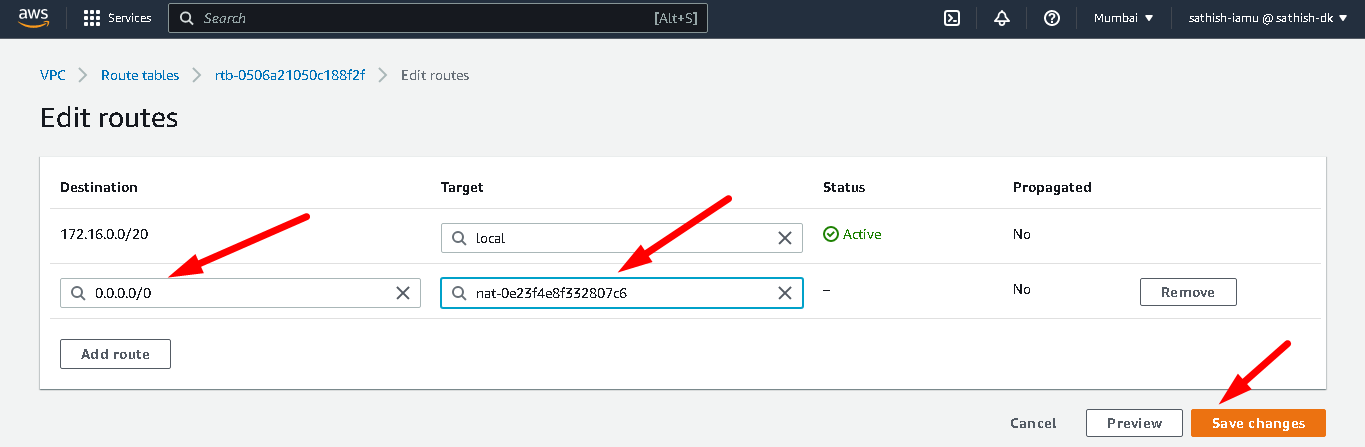 aws Services Search [Alt+S] Mumbai sathish-iamu @ sathish-dk
VPC Route tables rtb-0506a21050c188f2f Edit routes
Edit routes
Destination Target Status Propagated
172.16.0.0/20 local Active No
0.0.0.0/0 nat-0e23f4e8f332807c6 – No Remove
Add route
Cancel Preview Save changes